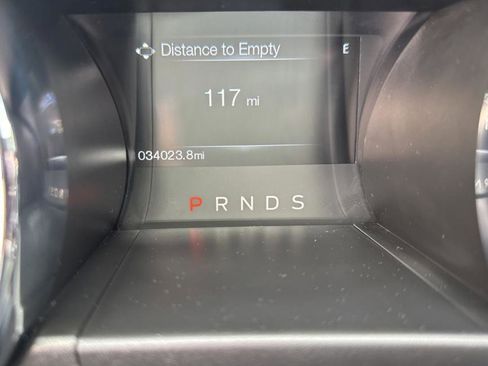 Distance to Empty E
117 mi
034023.8mi
P R N D S